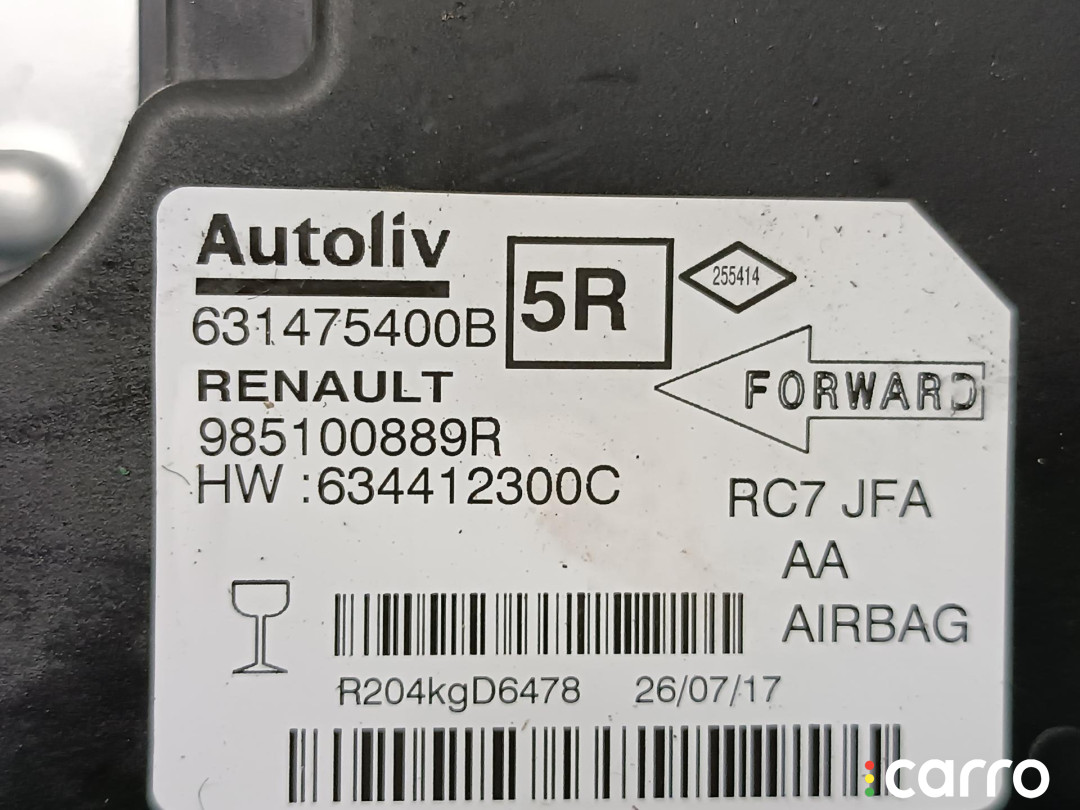 Autoliv
631475400B
5R
255414
RENAULT
FORWARD
985100889R
HW :634412300C
RC7 JFA
AA
AIRBAG
R204kgD6478 26/07/17
carro